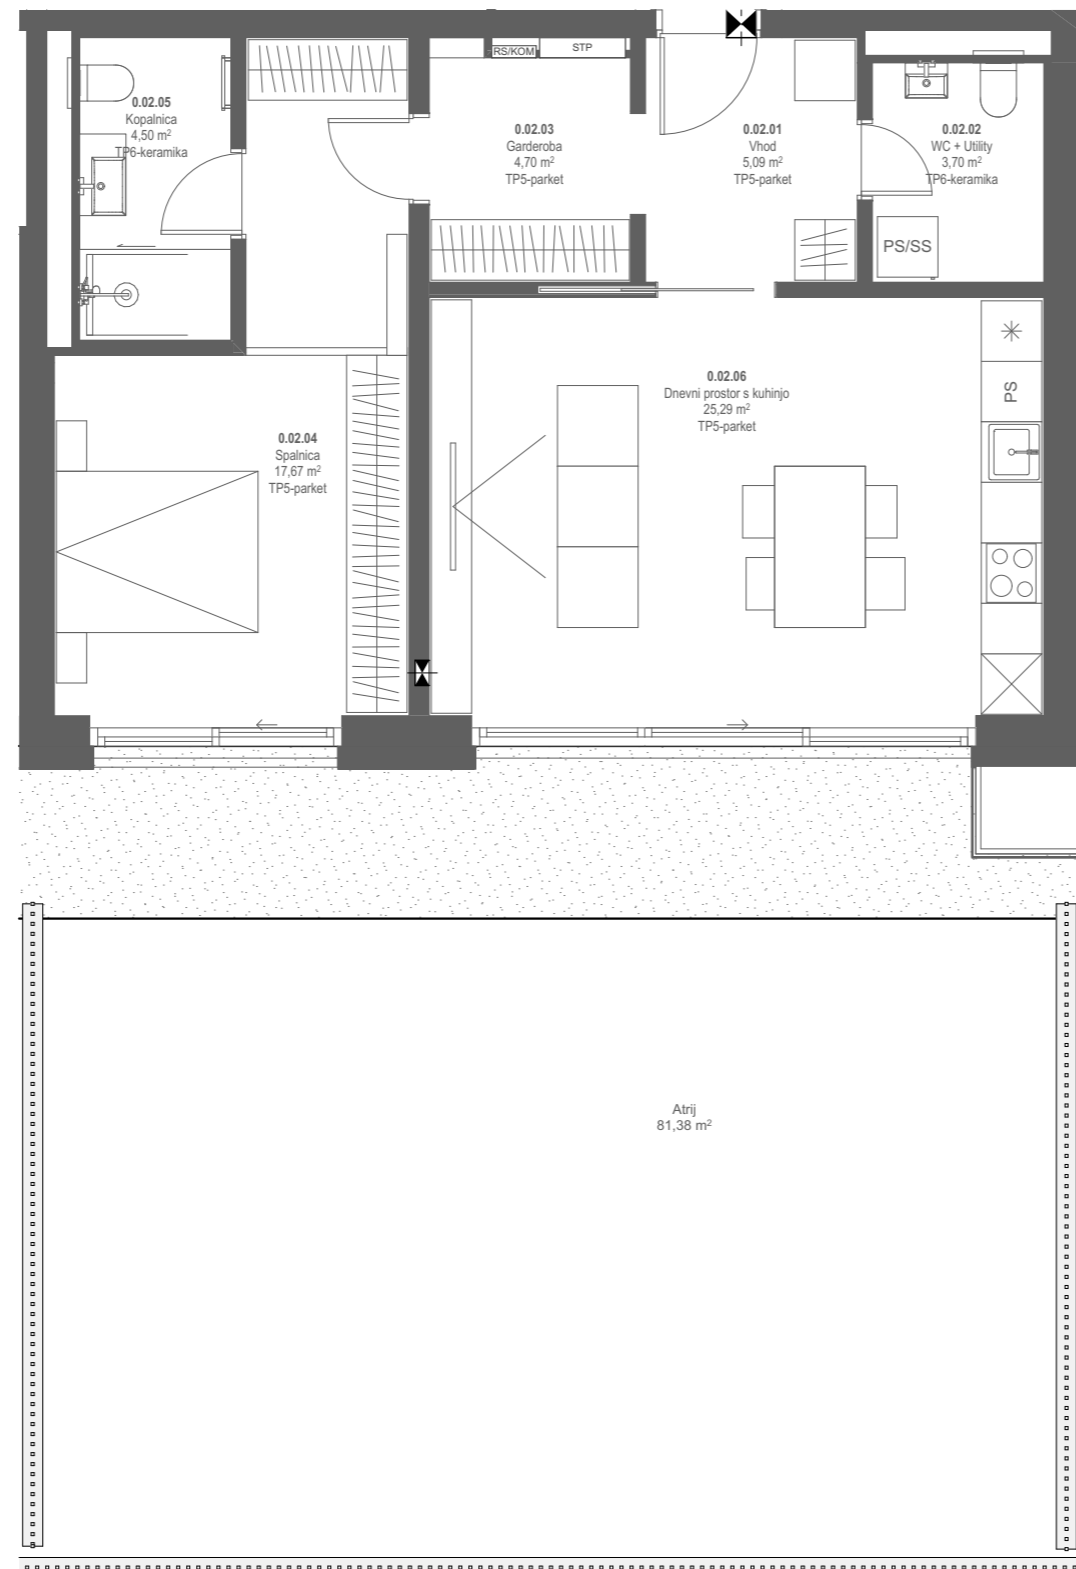 RS/KOM
STP
0.02.05
Kopalnica
4,50 m²
TP6-keramika
0.02.03
Garderoba
4,70 m²
TP5-parket
0.02.01
Vhod
5,09 m²
TP5-parket
0.02.02
WC + Utility
3,70 m²
TP6-keramika
PS/SS
0.02.06
Dnevni prostor s kuhinjo
25,29 m²
TP5-parket
PS
0.02.04
Spalnica
17,67 m²
TP5-parket
Atrij
81,38 m²